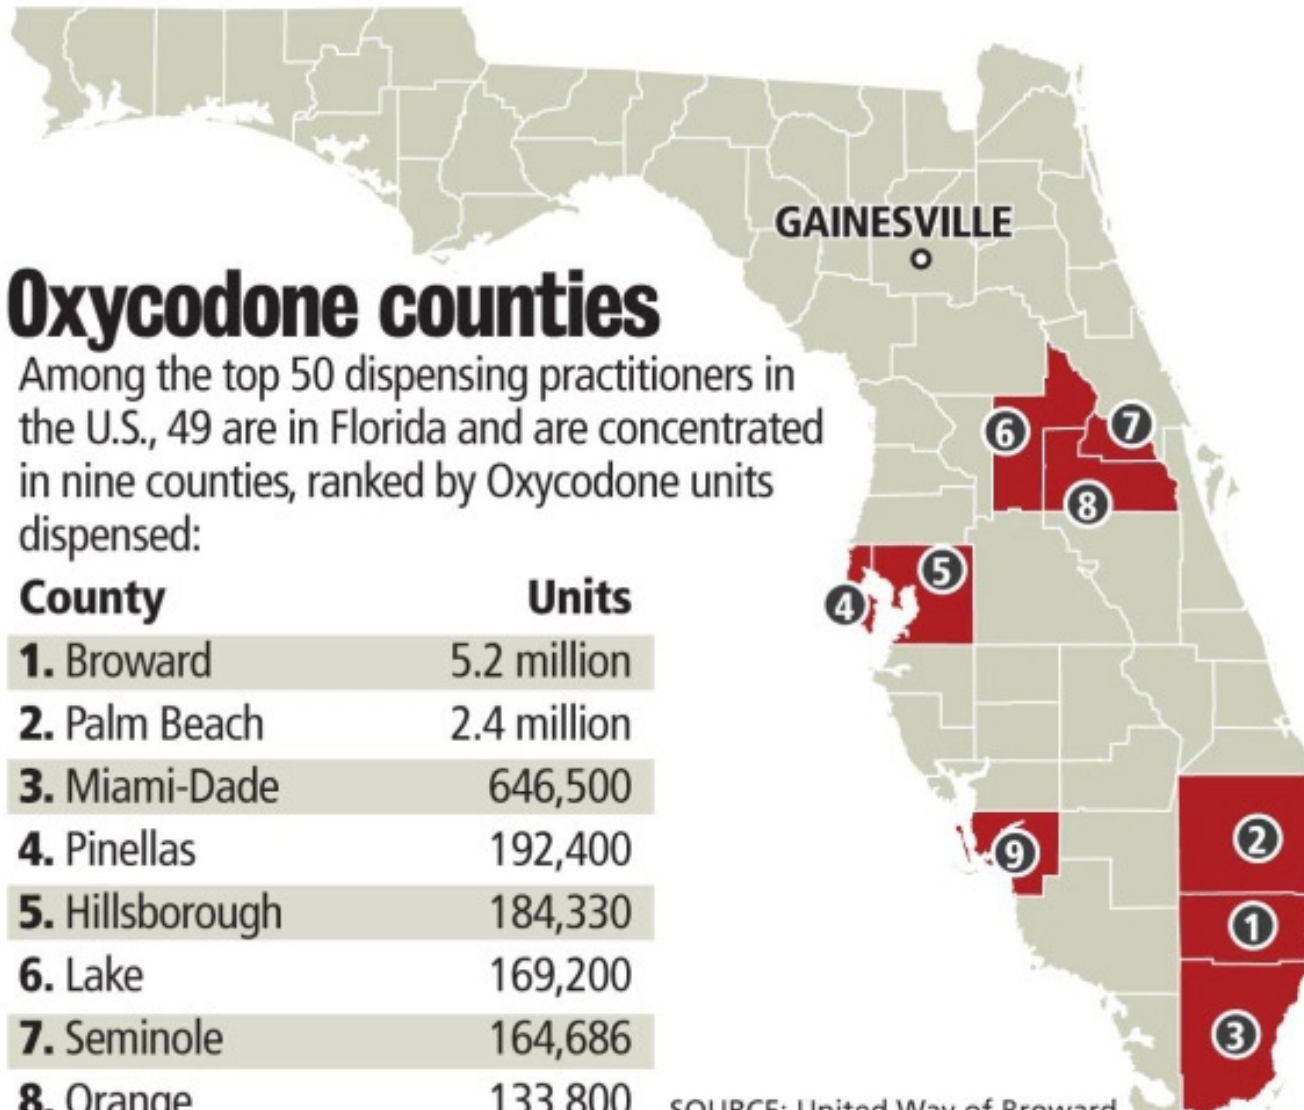 GAINESVILLE
Oxycodone counties
Among the top 50 dispensing practitioners in
the U.S., 49 are in Florida and are concentrated
in nine counties, ranked by Oxycodone units
dispensed:
County Units
1. Broward 5.2 million
2. Palm Beach 2.4 million
3. Miami-Dade 646,500
4. Pinellas 192,400
5. Hillsborough 184,330
6. Lake 169,200
7. Seminole 164,686
8. Orange 133,800
SOURCE: United Way of Broward
6
7
8
5
4
9
2
1
3